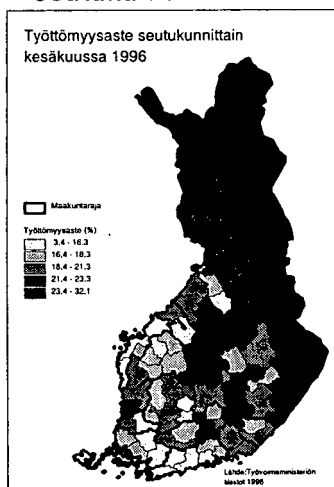 Työttömyysaste seutukunnittain
kesäkuussa 1996
Maakuntaraja
Työttömyysaste (%)
3,4 - 16,3
16,4 - 18,3
18,4 - 21,3
21,4 - 23,3
23,4 - 32,1
Lähde:Työvoimaministeriön
tiedot 1996